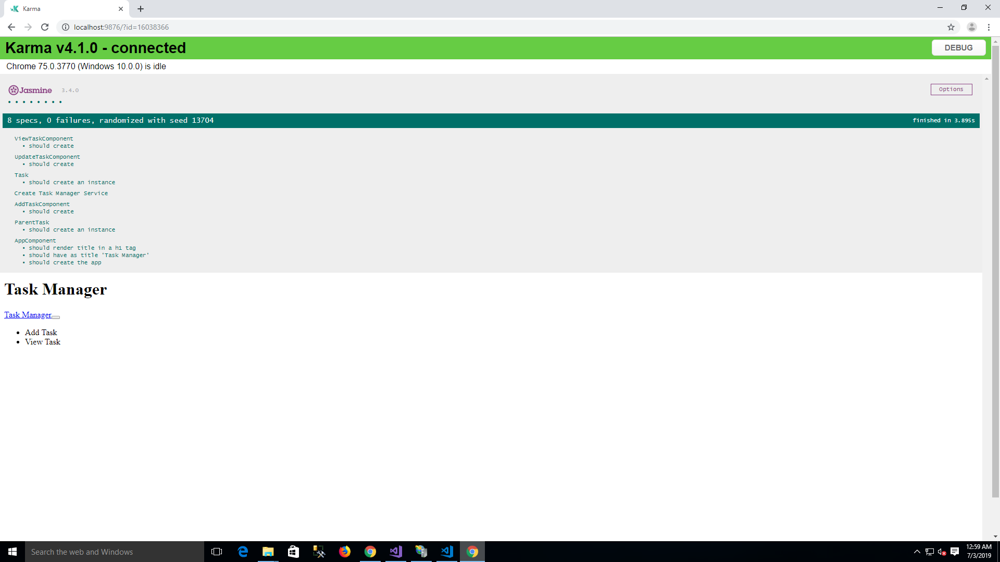 Karma
localhost:9876/?id=16038366
Karma v4.1.0 - connected
DEBUG
Chrome 75.0.3770 (Windows 10.0.0) is idle
Jasmine 3.4.0
Options
• • • • • • • •
8 specs, 0 failures, randomized with seed 13704
finished in 3.895s
ViewTaskComponent
• should create
UpdateTaskComponent
• should create
Task
• should create an instance
Create Task Manager Service
AddTaskComponent
• should create
ParentTask
• should create an instance
AppComponent
• should render title in a h1 tag
• should have as title 'Task Manager'
• should create the app
Task Manager
Task Manager
• Add Task
• View Task
Search the web and Windows
12:59 AM
7/3/2019